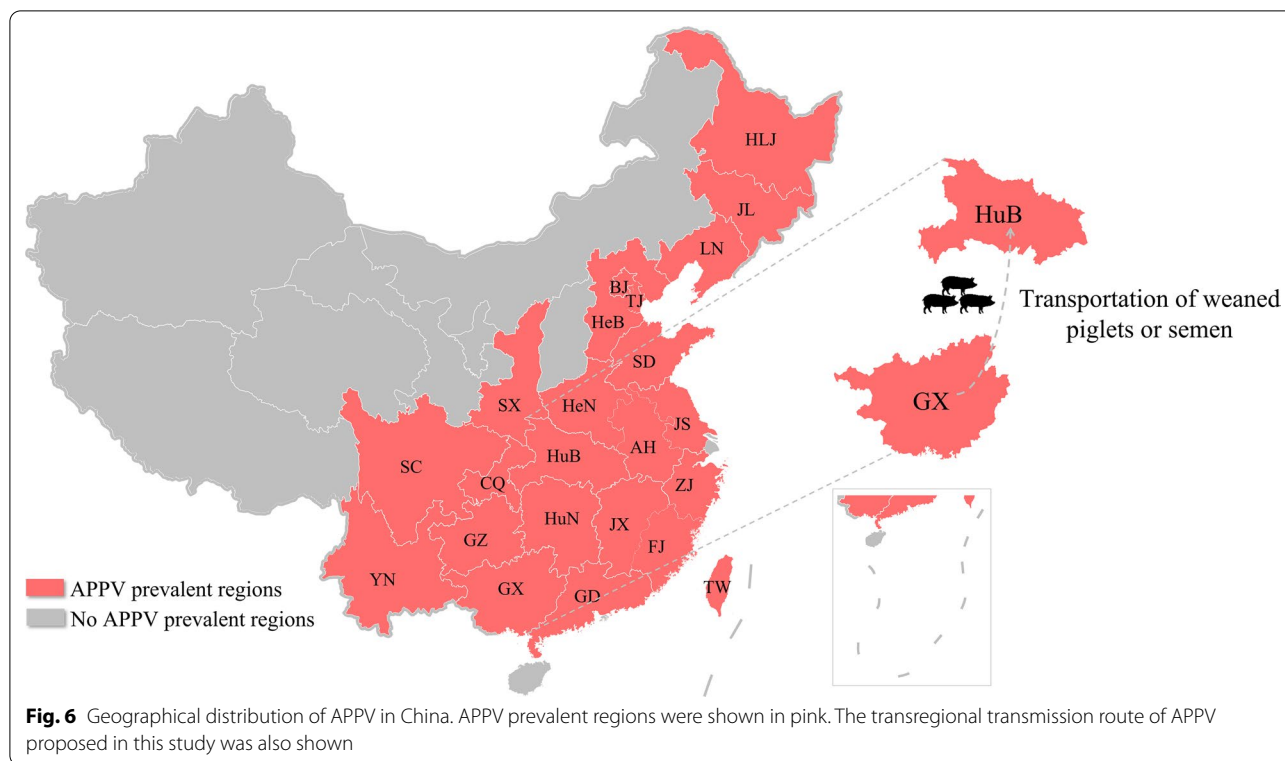 HLJ
JL
LN
BJ
TJ
HeB
SD
SX
HeN
JS
AH
SC
HuB
CQ
ZJ
HuN
JX
GZ
FJ
YN
GX
GD
TW
HuB
Transportation of weaned
piglets or semen
GX
APPV prevalent regions
No APPV prevalent regions
Fig. 6 Geographical distribution of APPV in China. APPV prevalent regions were shown in pink. The transregional transmission route of APPV
proposed in this study was also shown